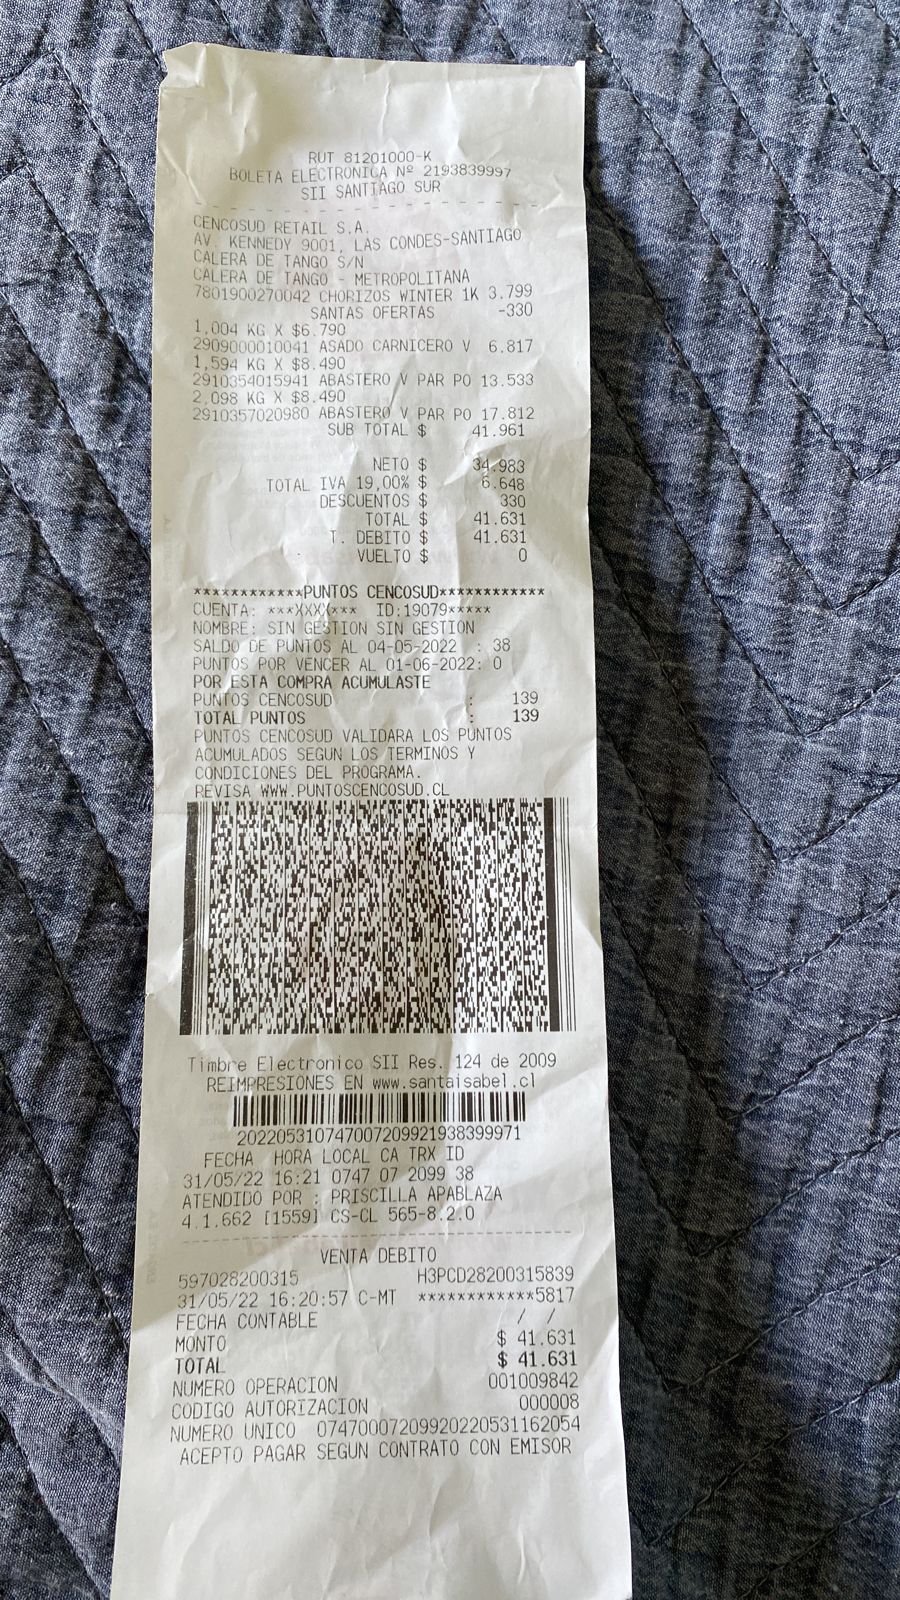 RUT 81201000-K
BOLETA ELECTRONICA Nº 2193839997
SII SANTIAGO SUR
CENCOSUD RETAIL S.A.
AV. KENNEDY 9001, LAS CONDES-SANTIAGO
CALERA DE TANGO S/N
CALERA DE TANGO - METROPOLITANA
7801900270042 CHORIZOS WINTER 1K 3.799
SANTAS OFERTAS -330
1,004 KG X $6.790
2909000010041 ASADO CARNICERO V 6.817
1,594 KG X $8.490
2910354015941 ABASTERO V PAR PO 13.533
2,098 KG X $8.490
2910357020980 ABASTERO V PAR PO 17.812
SUB TOTAL $ 41.961
NETO $ 34.983
TOTAL IVA 19,00% $ 6.648
DESCUENTOS $ 330
TOTAL $ 41.631
T. DEBITO $ 41.631
VUELTO $ 0
************PUNTOS CENCOSUD************
CUENTA: ***XXXX*** ID:19079*****
NOMBRE: SIN GESTION SIN GESTION
SALDO DE PUNTOS AL 04-05-2022 : 38
PUNTOS POR VENCER AL 01-06-2022: 0
POR ESTA COMPRA ACUMULASTE
PUNTOS CENCOSUD : 139
TOTAL PUNTOS : 139
PUNTOS CENCOSUD VALIDARA LOS PUNTOS
ACUMULADOS SEGUN LOS TERMINOS Y
CONDICIONES DEL PROGRAMA.
REVISA WWW.PUNTOSCENCOSUD.CL
Timbre Electronico SII Res. 124 de 2009
REIMPRESIONES EN www.santaisabel.cl
202205310747007209921938399971
FECHA HORA LOCAL CA TRX ID
31/05/22 16:21 0747 07 2099 38
ATENDIDO POR : PRISCILLA APABLAZA
4.1.662 [1559] CS-CL 565-8.2.0
VENTA DEBITO
597028200315 H3PCD28200315839
31/05/22 16:20:57 C-MT ************5817
FECHA CONTABLE / /
MONTO $ 41.631
TOTAL $ 41.631
NUMERO OPERACION 001009842
CODIGO AUTORIZACION 000008
NUMERO UNICO 0747000720992022053116​2054
ACEPTO PAGAR SEGUN CONTRATO CON EMISOR